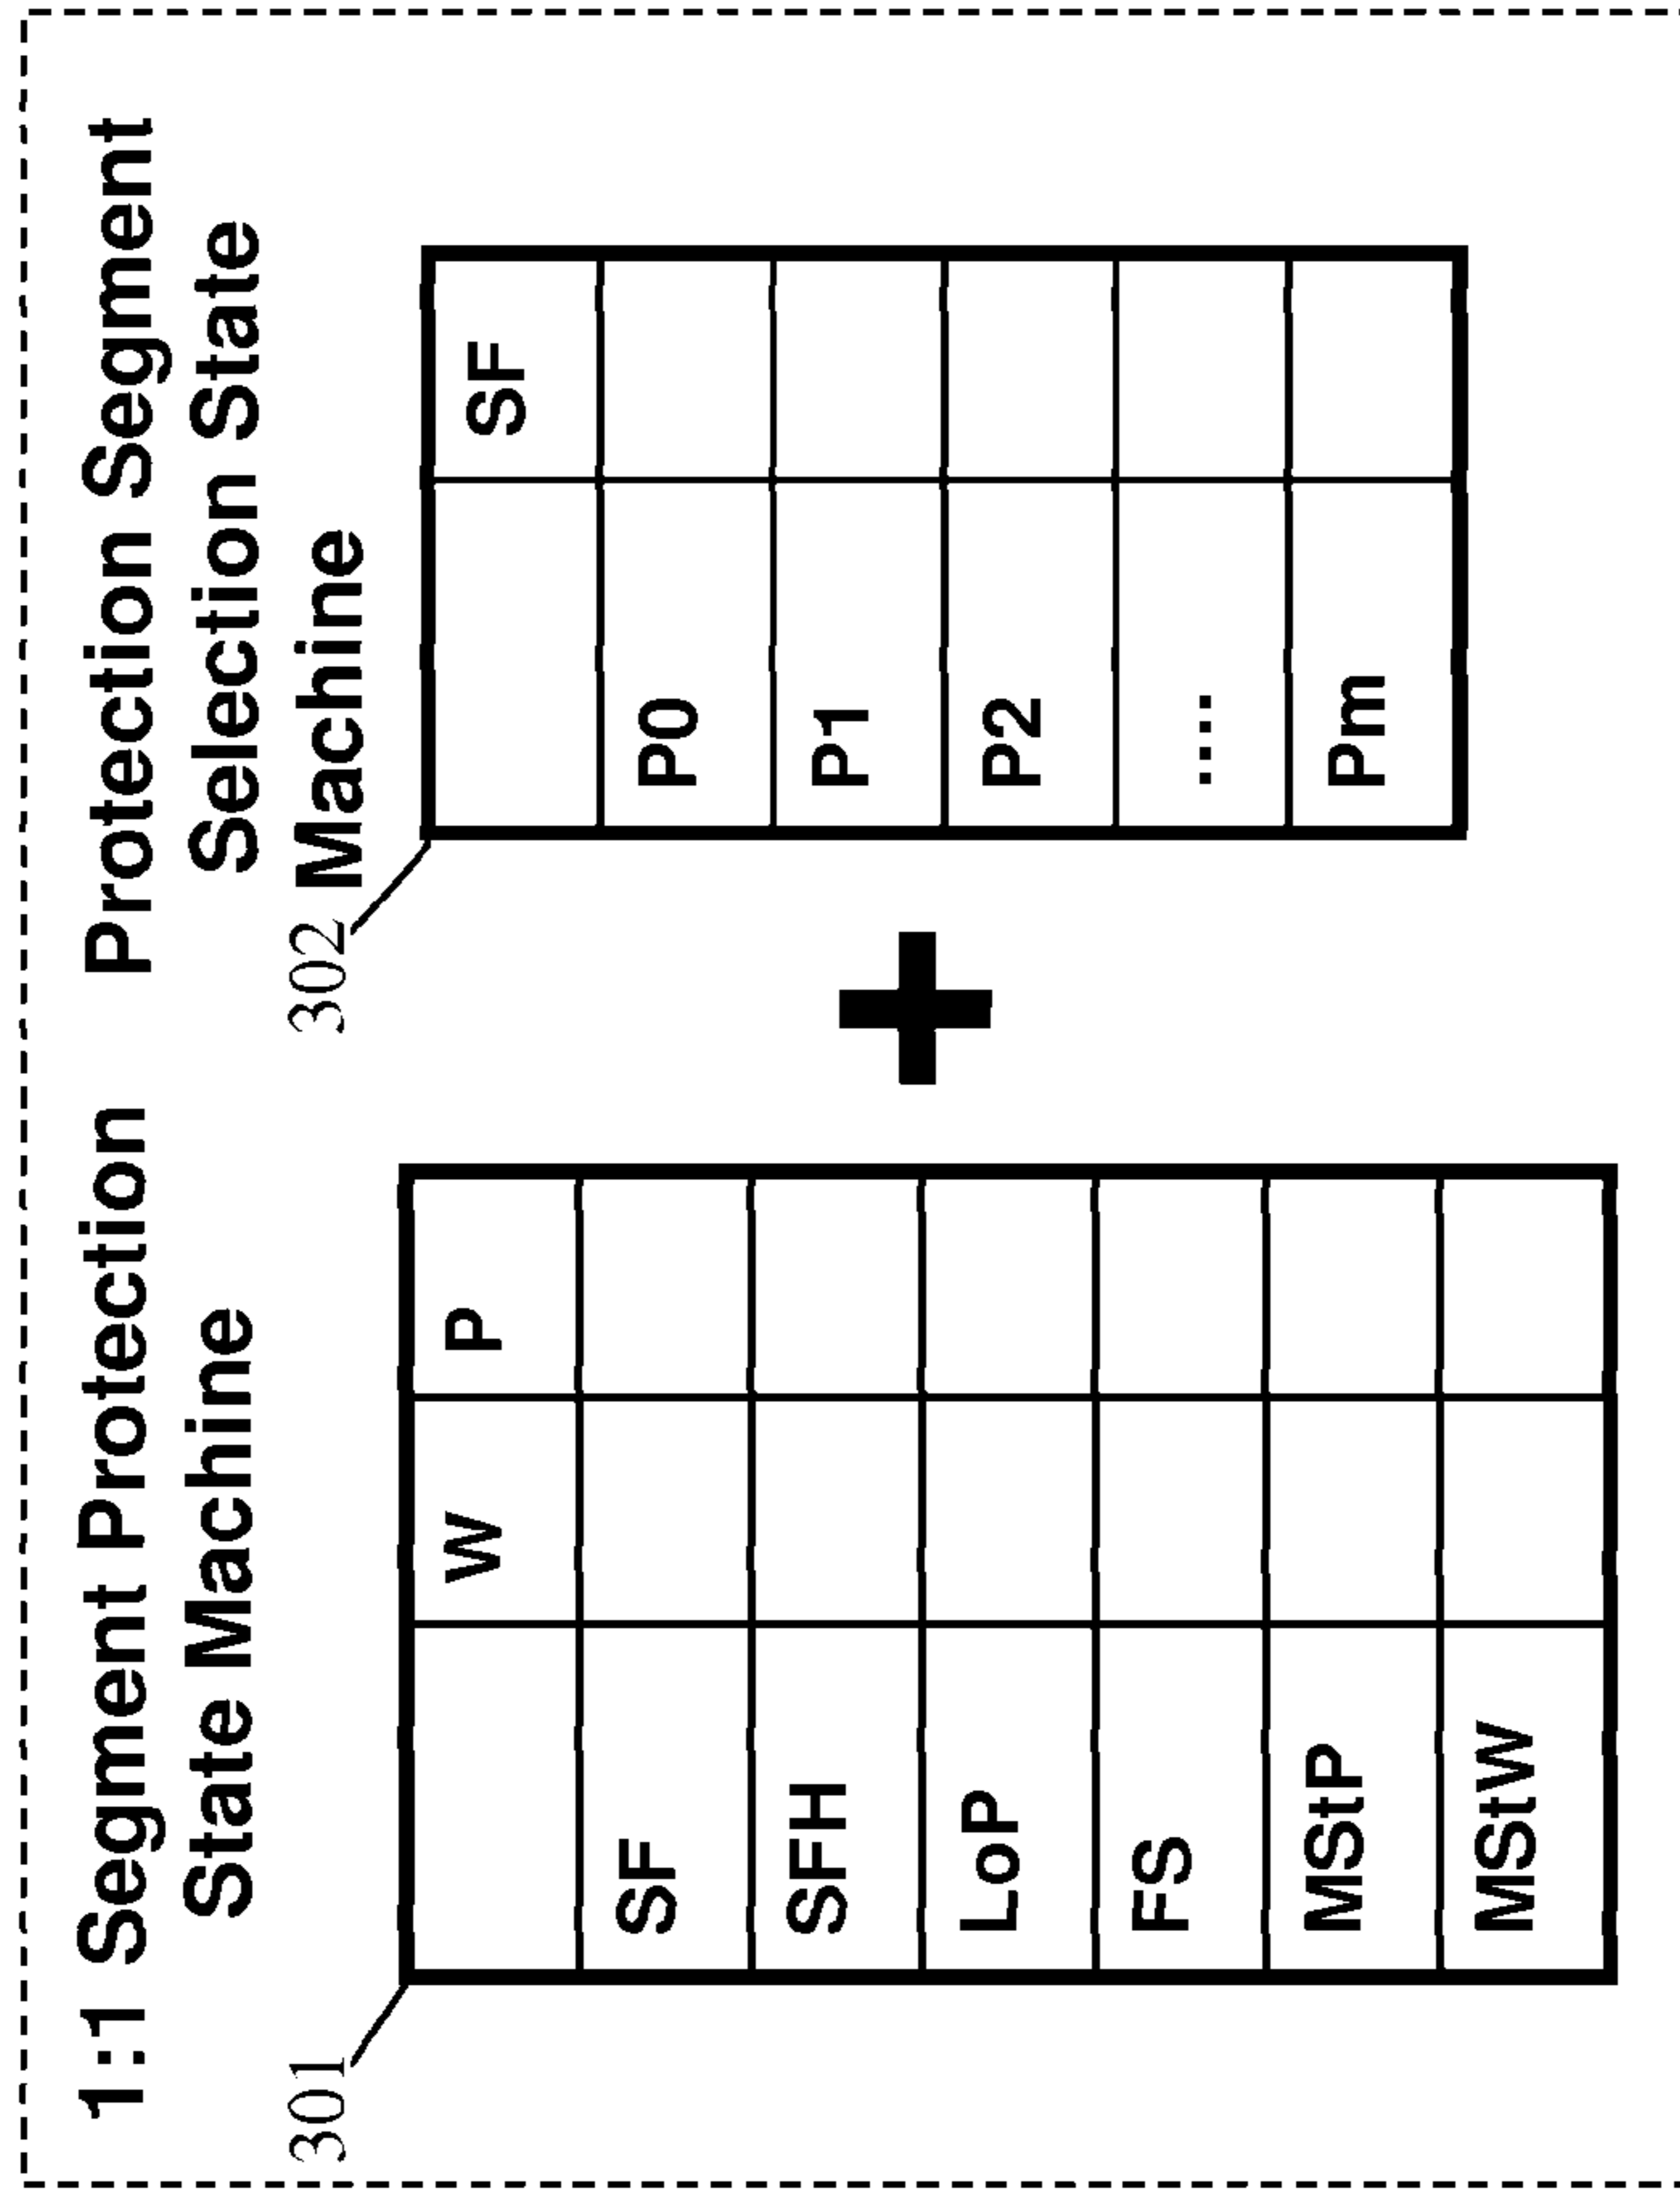 1:1 Segment Protection
State Machine
301
W P
SF
SFH
LoP
FS
MStP
MStW
Protection Segment
Selection State
Machine
302
SF
P0
P1
P2
....
Pm
+